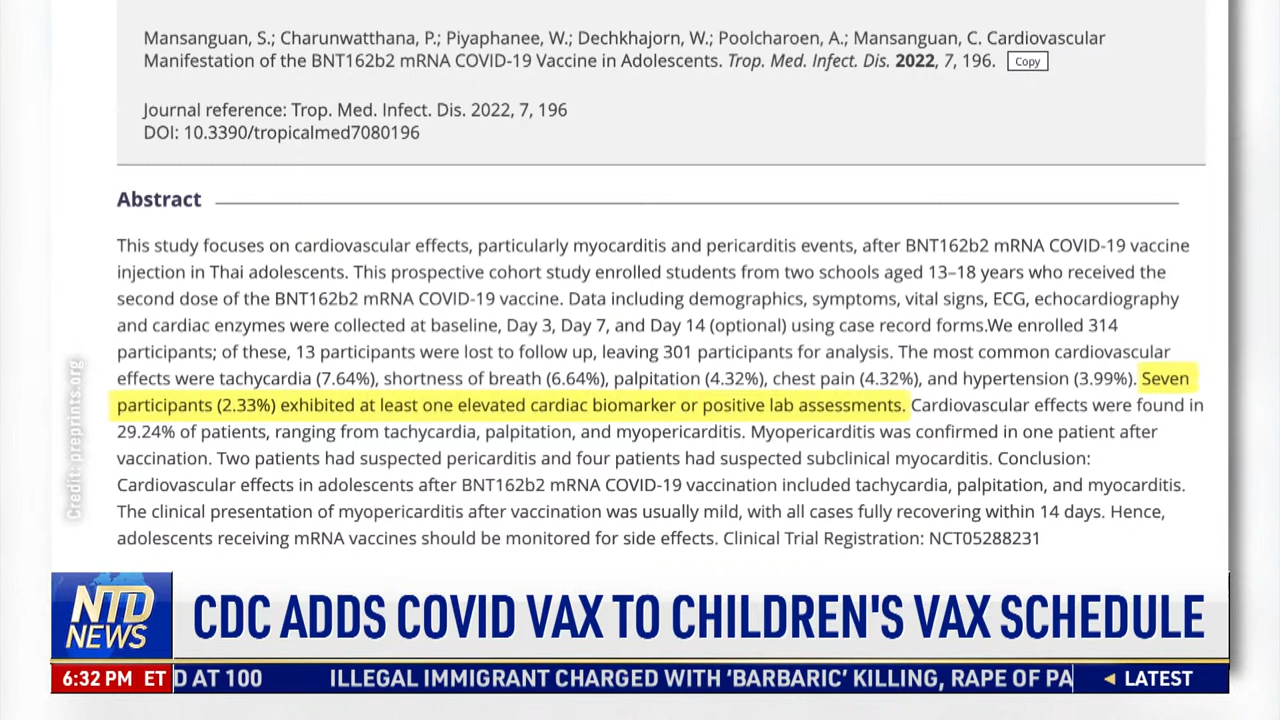 Mansanguan, S.; Charunwatthana, P.; Piyaphanee, W.; Dechkhajorn, W.; Poolcharoen, A.; Mansanguan, C. Cardiovascular
Manifestation of the BNT162b2 mRNA COVID-19 Vaccine in Adolescents. Trop. Med. Infect. Dis. 2022, 7, 196. Copy
Journal reference: Trop. Med. Infect. Dis. 2022, 7, 196
DOI: 10.3390/tropicalmed7080196
Abstract
This study focuses on cardiovascular effects, particularly myocarditis and pericarditis events, after BNT162b2 mRNA COVID-19 vaccine
injection in Thai adolescents. This prospective cohort study enrolled students from two schools aged 13–18 years who received the
second dose of the BNT162b2 mRNA COVID-19 vaccine. Data including demographics, symptoms, vital signs, ECG, echocardiography
and cardiac enzymes were collected at baseline, Day 3, Day 7, and Day 14 (optional) using case record forms.We enrolled 314
participants; of these, 13 participants were lost to follow up, leaving 301 participants for analysis. The most common cardiovascular
effects were tachycardia (7.64%), shortness of breath (6.64%), palpitation (4.32%), chest pain (4.32%), and hypertension (3.99%). Seven
participants (2.33%) exhibited at least one elevated cardiac biomarker or positive lab assessments. Cardiovascular effects were found in
29.24% of patients, ranging from tachycardia, palpitation, and myopericarditis. Myopericarditis was confirmed in one patient after
vaccination. Two patients had suspected pericarditis and four patients had suspected subclinical myocarditis. Conclusion:
Cardiovascular effects in adolescents after BNT162b2 mRNA COVID-19 vaccination included tachycardia, palpitation, and myocarditis.
The clinical presentation of myopericarditis after vaccination was usually mild, with all cases fully recovering within 14 days. Hence,
adolescents receiving mRNA vaccines should be monitored for side effects. Clinical Trial Registration: NCT05288231
Credit: preprints.org
NTD
NEWS
CDC ADDS COVID VAX TO CHILDREN'S VAX SCHEDULE
6:32 PM ET D AT 100 ILLEGAL IMMIGRANT CHARGED WITH ‘BARBARIC’ KILLING, RAPE OF PA ◄ LATEST